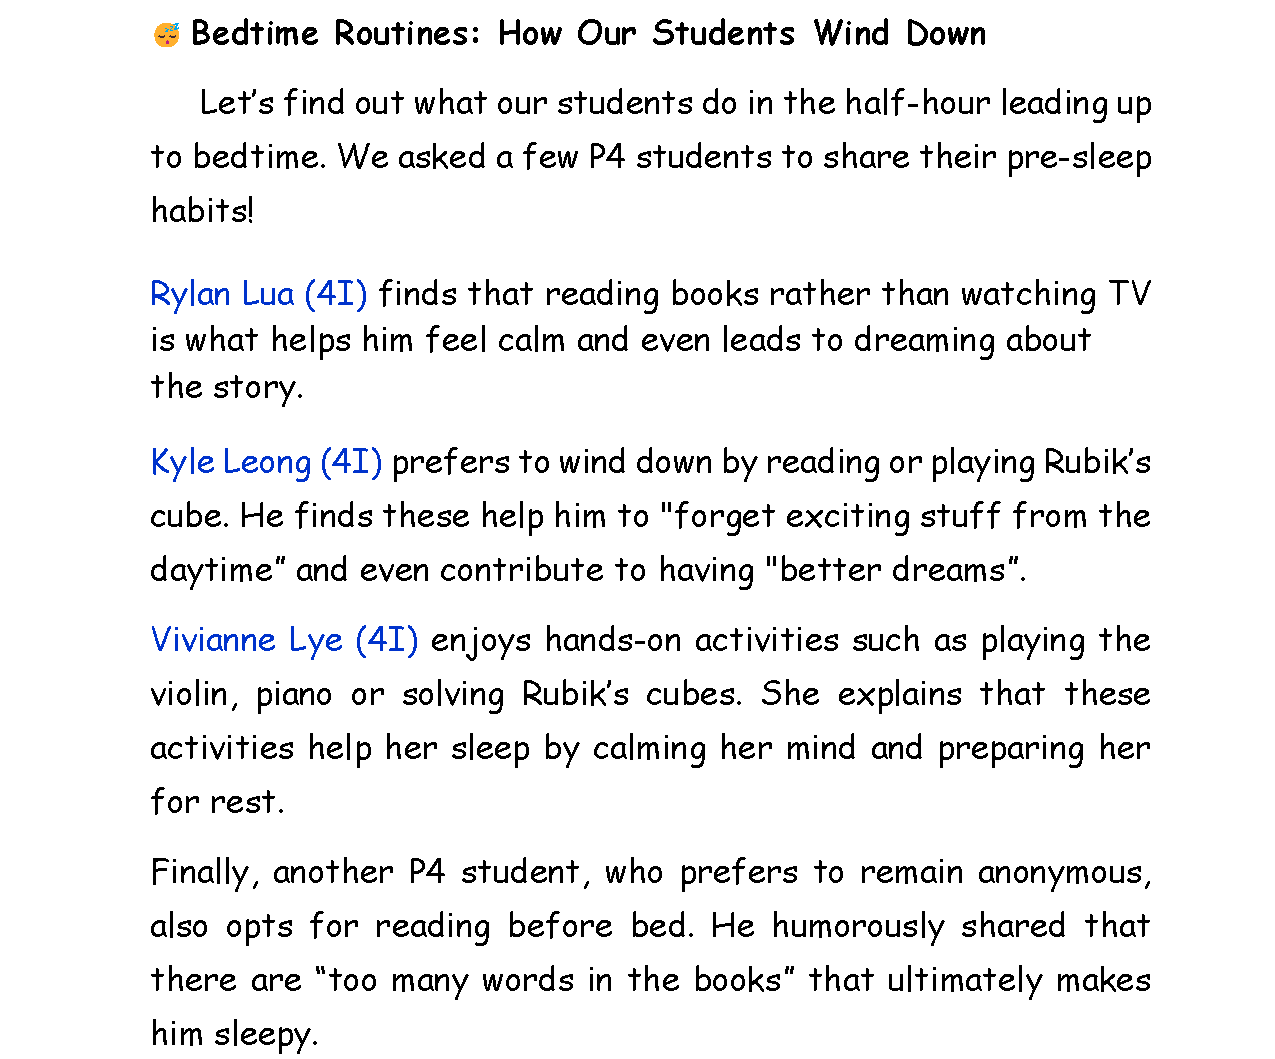 😴 Bedtime Routines: How Our Students Wind Down
Let’s find out what our students do in the half-hour leading up
to bedtime. We asked a few P4 students to share their pre-sleep
habits!
Rylan Lua (4I) finds that reading books rather than watching TV
is what helps him feel calm and even leads to dreaming about
the story.
Kyle Leong (4I) prefers to wind down by reading or playing Rubik’s
cube. He finds these help him to "forget exciting stuff from the
daytime” and even contribute to having "better dreams”.
Vivianne Lye (4I) enjoys hands-on activities such as playing the
violin, piano or solving Rubik’s cubes. She explains that these
activities help her sleep by calming her mind and preparing her
for rest.
Finally, another P4 student, who prefers to remain anonymous,
also opts for reading before bed. He humorously shared that
there are “too many words in the books” that ultimately makes
him sleepy.